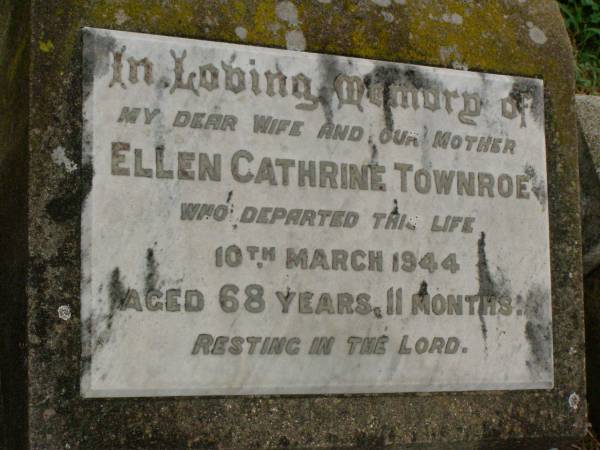 In Loving Memory of
MY DEAR WIFE AND OUR MOTHER
ELLEN CATHRINE TOWNROE
WHO DEPARTED THIS LIFE
10TH MARCH 1944
AGED 68 YEARS, 11 MONTHS.
RESTING IN THE LORD.